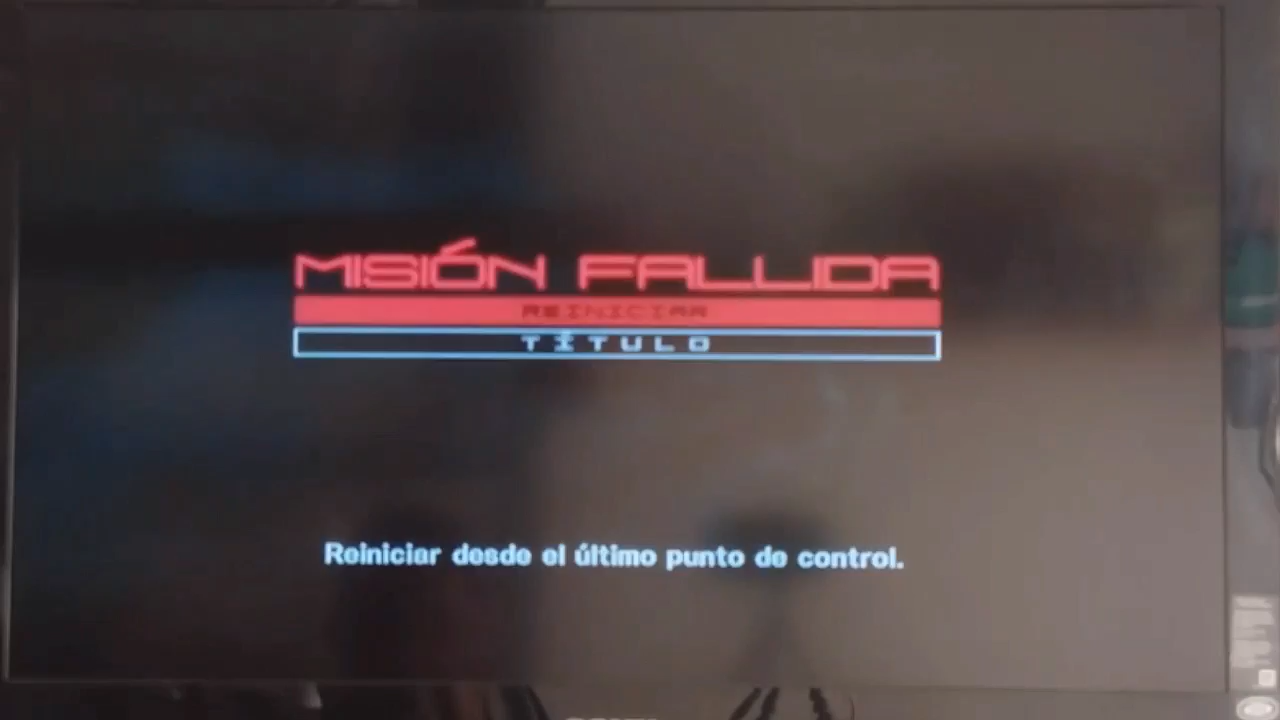 MISIÓN FALLIDA
REINICIAR
TÍTULO
Reiniciar desde el último punto de control.